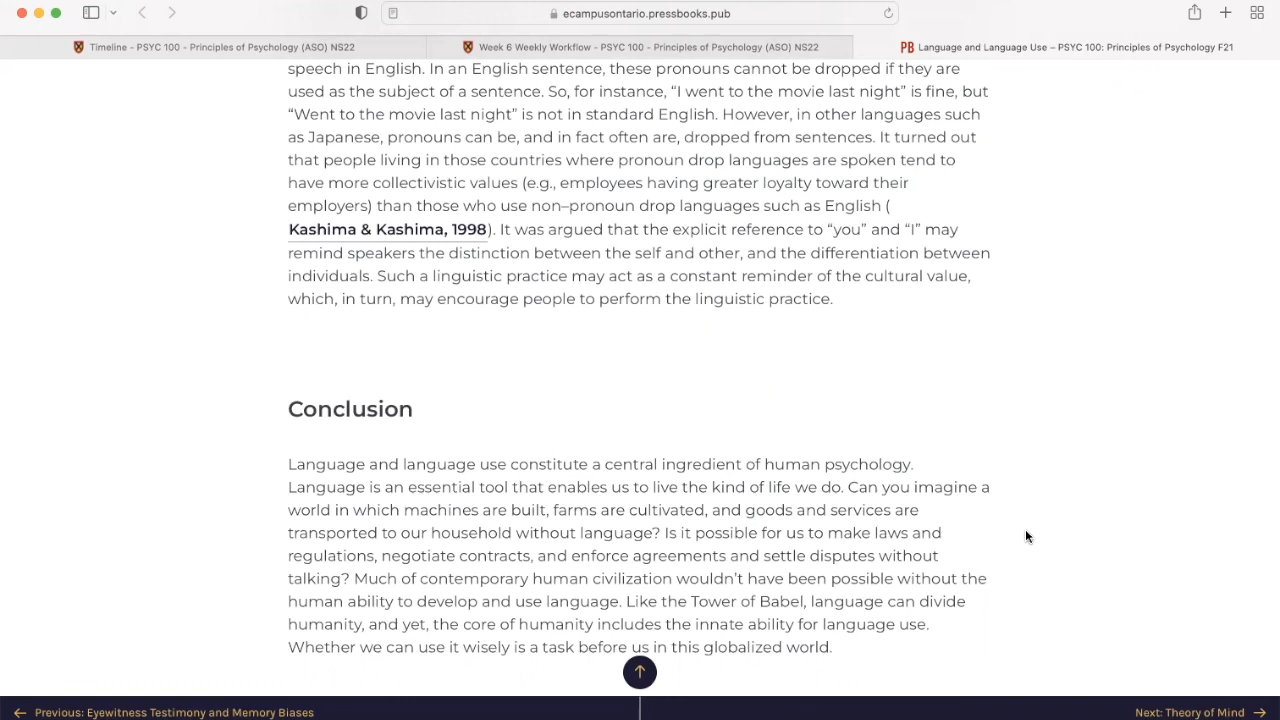 ecampusontario.pressbooks.pub
Timeline - PSYC 100 - Principles of Psychology (ASO) NS22
Week 6 Weekly Workflow - PSYC 100 - Principles of Psychology (ASO) NS22
PB Language and Language Use – PSYC 100: Principles of Psychology F21
speech in English. In an English sentence, these pronouns cannot be dropped if they are
used as the subject of a sentence. So, for instance, “I went to the movie last night” is fine, but
“Went to the movie last night” is not in standard English. However, in other languages such
as Japanese, pronouns can be, and in fact often are, dropped from sentences. It turned out
that people living in those countries where pronoun drop languages are spoken tend to
have more collectivistic values (e.g., employees having greater loyalty toward their
employers) than those who use non–pronoun drop languages such as English (
Kashima & Kashima, 1998). It was argued that the explicit reference to “you” and “I” may
remind speakers the distinction between the self and other, and the differentiation between
individuals. Such a linguistic practice may act as a constant reminder of the cultural value,
which, in turn, may encourage people to perform the linguistic practice.
Conclusion
Language and language use constitute a central ingredient of human psychology.
Language is an essential tool that enables us to live the kind of life we do. Can you imagine a
world in which machines are built, farms are cultivated, and goods and services are
transported to our household without language? Is it possible for us to make laws and
regulations, negotiate contracts, and enforce agreements and settle disputes without
talking? Much of contemporary human civilization wouldn’t have been possible without the
human ability to develop and use language. Like the Tower of Babel, language can divide
humanity, and yet, the core of humanity includes the innate ability for language use.
Whether we can use it wisely is a task before us in this globalized world.
← Previous: Eyewitness Testimony and Memory Biases
Next: Theory of Mind →